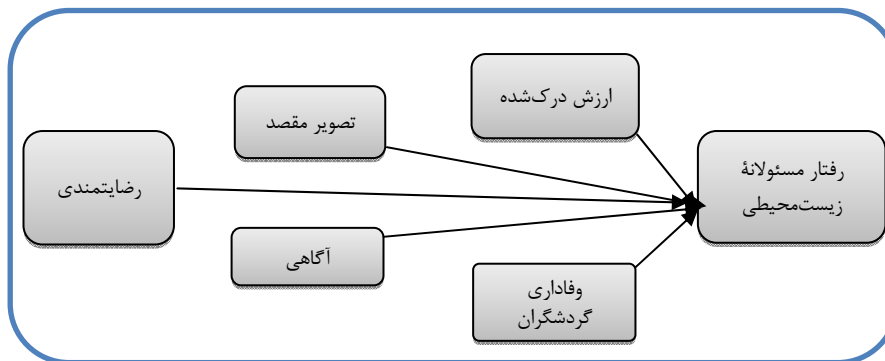 ارزش درک‌شده
تصویر مقصد
رفتار مسئولانهٔ
زیست‌محیطی
رضایتمندی
آگاهی
وفاداری
گردشگران